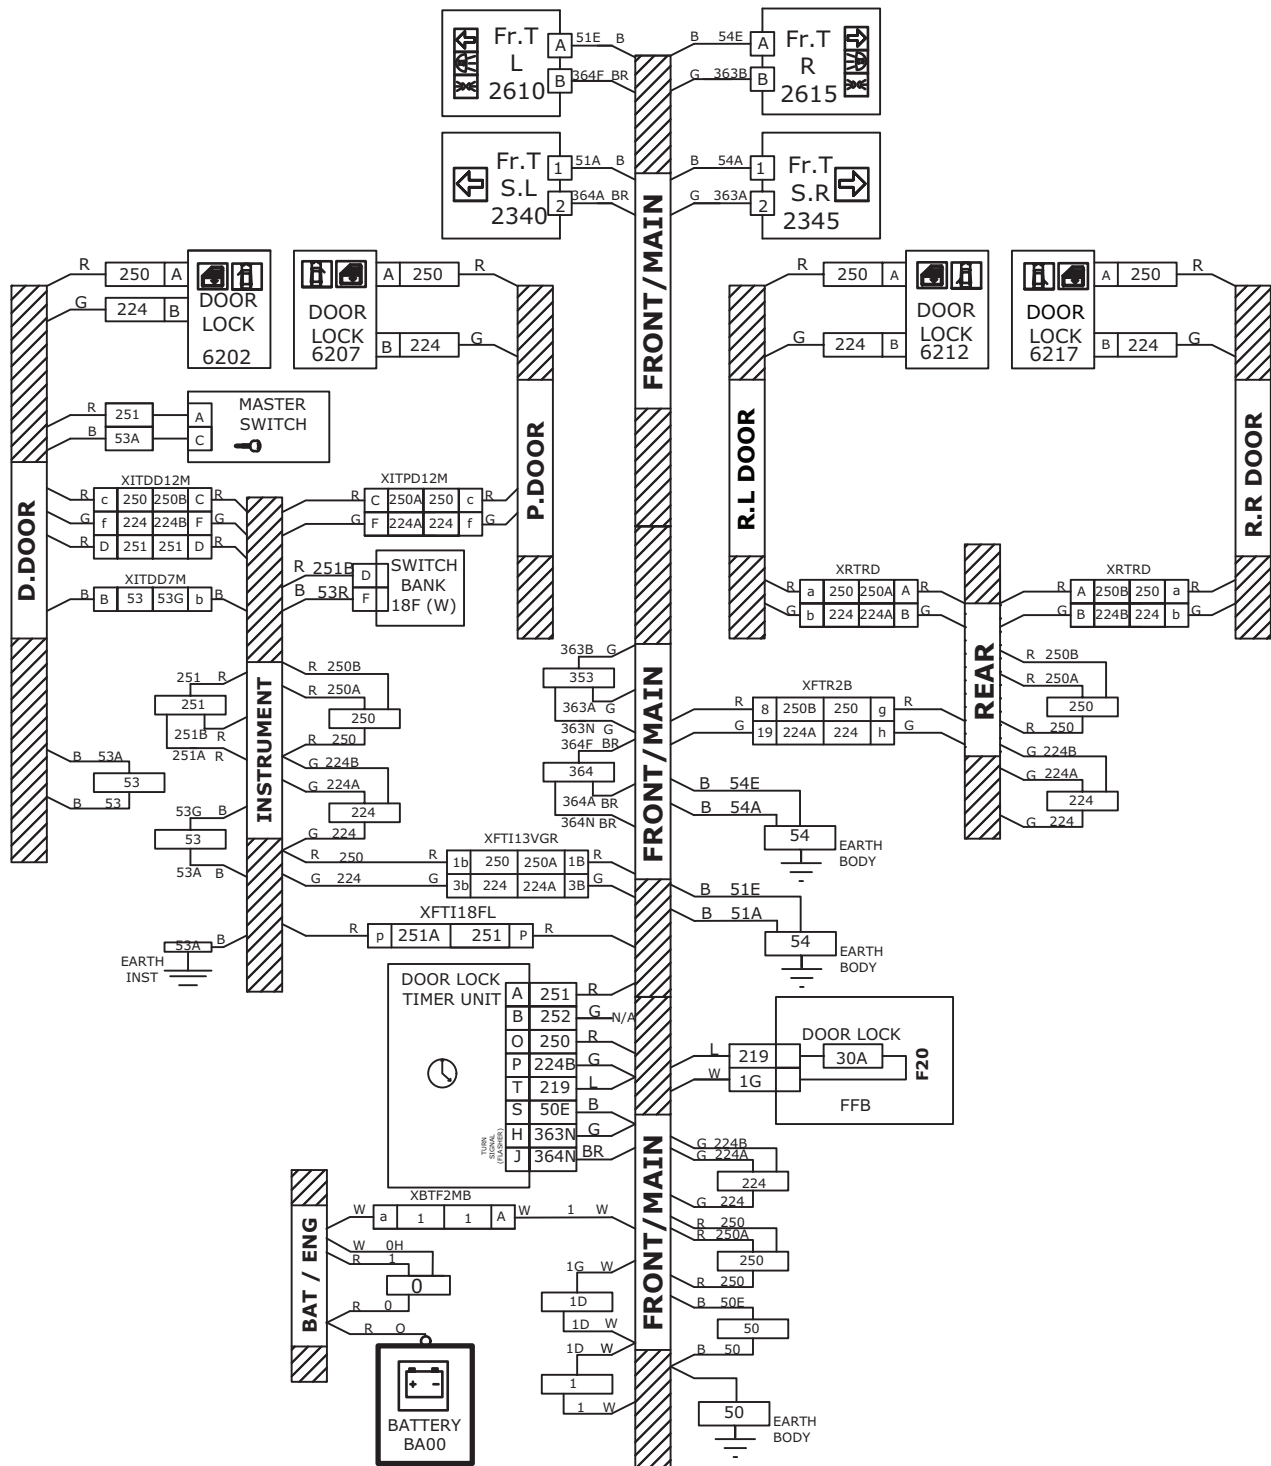 Fr.T
L
2610
A 51E B
B 364F BR
B 54E A
G 363B B
Fr.T
R
2615
Fr.T
S.L
2340
1 51A B
2 364A BR
B 54A 1
G 363A 2
Fr.T
S.R
2345
FRONT/MAIN
R 250 A
G 224 B
DOOR
LOCK
6202
DOOR
LOCK
6207
A 250 R
B 224 G
R 250 A
G 224 B
DOOR
LOCK
6212
DOOR
LOCK
6217
A 250 R
B 224 G
R 251 A
B 53A C
MASTER
SWITCH
D.DOOR
P.DOOR
R.L DOOR
R.R DOOR
XITDD12M
R c 250 250B C R
G f 224 224B F G
R D 251 251 D R
XITDD7M
B B 53 53G b B
XITPD12M
R C 250A 250 c R
G F 224A 224 f G
R 251B D
B 53R F
SWITCH
BANK
18F (W)
XRTRD
R a 250 250A A R
G b 224 224A B G
XRTRD
R A 250B 250 a R
G B 224B 224 b G
INSTRUMENT
251 R
251
251B R
251A R
R 250B
R 250A
250
R 250
G 224B
G 224A
224
G 224
B 53A
53
B 53
53G B
53
53A B
53A B
EARTH
INST
FRONT/MAIN
363B G
353
363A G
363N G
364F BR
364
364A BR
364N BR
XFTR2B
R 8 250B 250 g R
G 19 224A 224 h G
REAR
R 250B
R 250A
250
R 250
G 224B
G 224A
224
G 224
B 54E
B 54A
54
EARTH
BODY
XFTI13VGR
R 250 R 1b 250 250A 1B R
G 224 G 3b 224 224A 3B G
B 51E
B 51A
54
EARTH
BODY
XFTI18FL
R p 251A 251 P R
DOOR LOCK
TIMER UNIT
A 251 R
B 252 G N/A
O 250 R
P 224B G
T 219 L
S 50E B
H 363N G
J 364N BR
TURN
SIGNAL
(FLASHER)
L 219
W 1G
DOOR LOCK
30A
F20
FFB
FRONT/MAIN
G 224B
G 224A
224
G 224
R 250
R 250A
250
R 250
B 50E
50
B 50
50
EARTH
BODY
XBTF2MB
W a 1 1 A W 1 W
BAT / ENG
W 0H
R 1
0
R 0
R O
1G W
1D
1D W
1D W
1
1 W
+ -
BATTERY
BA00